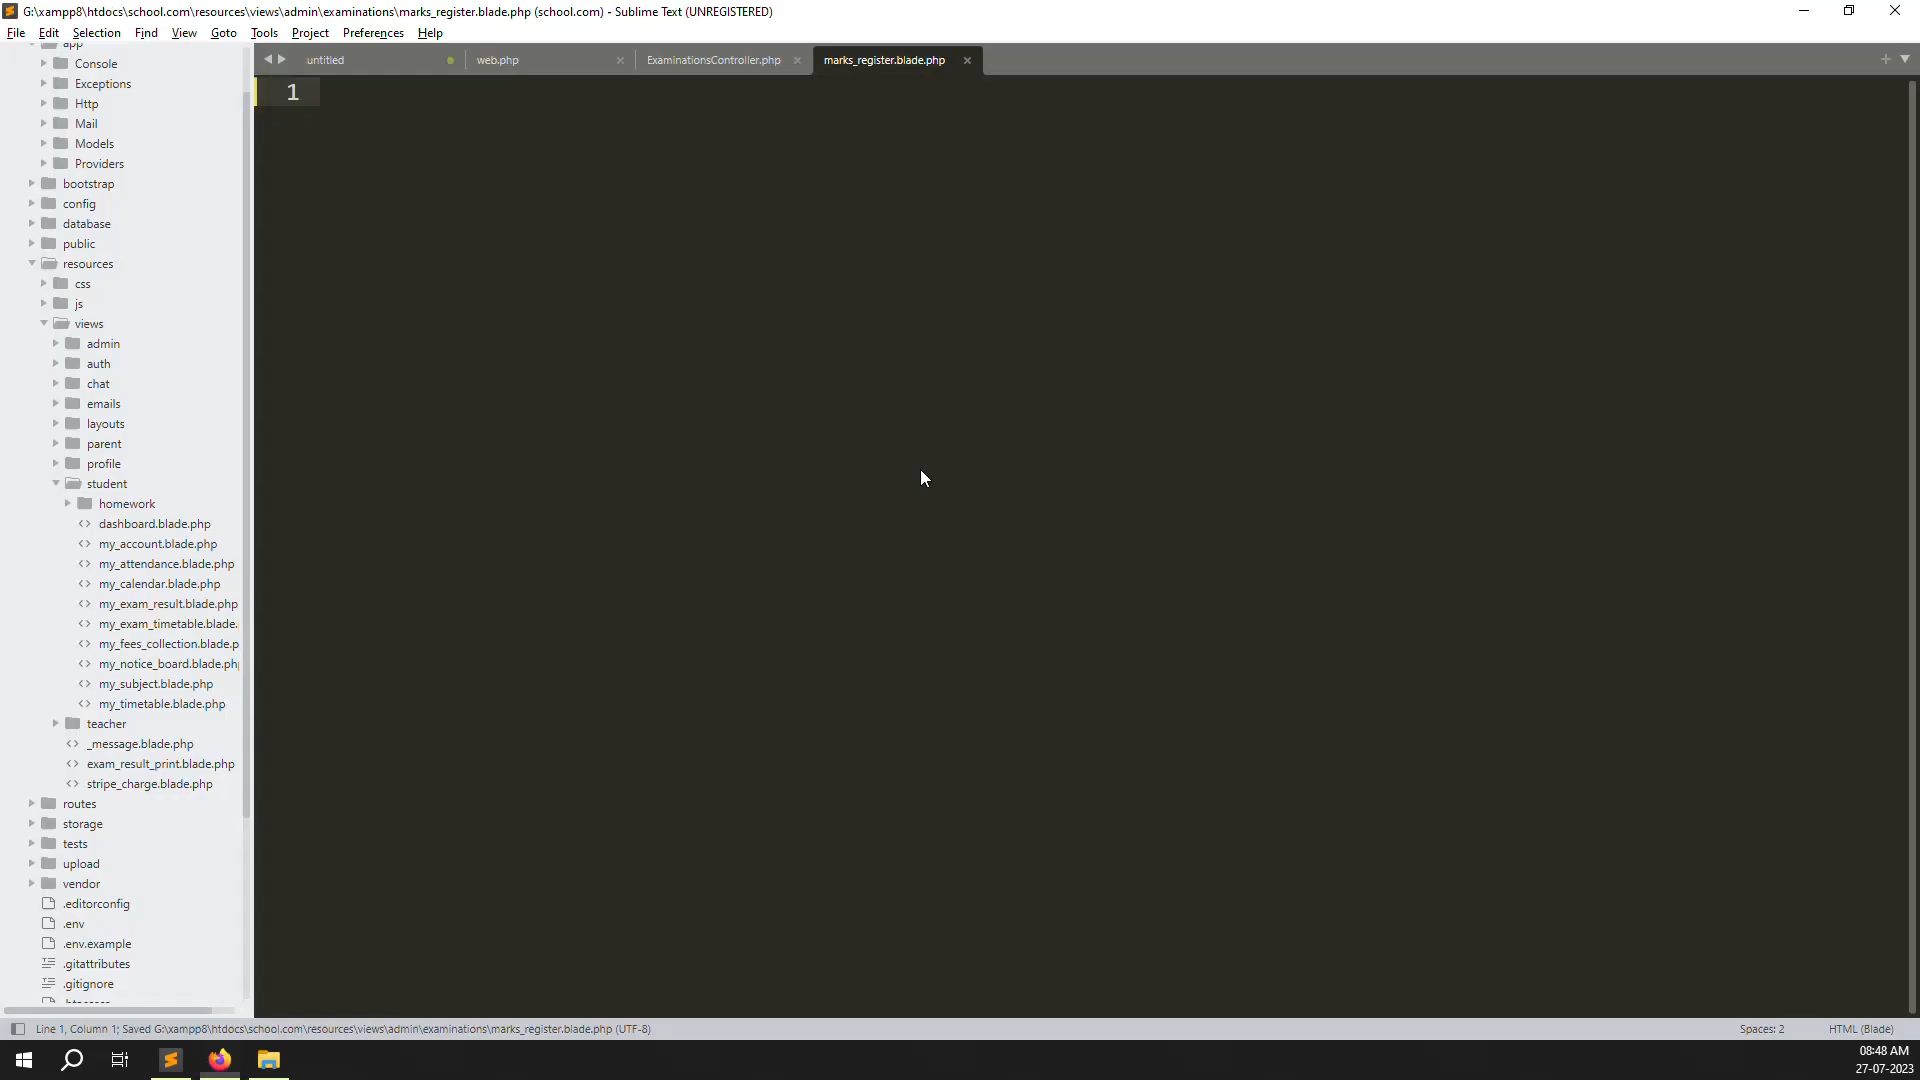 G:\xampp8\htdocs\school.com\resources\views\admin\examinations\marks_register.blade.php (school.com) - Sublime Text (UNREGISTERED)
File Edit Selection Find View Goto Tools Project Preferences Help
untitled web.php ExaminationsController.php marks_register.blade.php
1
app
Console
Exceptions
Http
Mail
Models
Providers
bootstrap
config
database
public
resources
css
js
views
admin
auth
chat
emails
layouts
parent
profile
student
homework
dashboard.blade.php
my_account.blade.php
my_attendance.blade.php
my_calendar.blade.php
my_exam_result.blade.php
my_exam_timetable.blade.
my_fees_collection.blade.p
my_notice_board.blade.ph
my_subject.blade.php
my_timetable.blade.php
teacher
_message.blade.php
exam_result_print.blade.php
stripe_charge.blade.php
routes
storage
tests
upload
vendor
.editorconfig
.env
.env.example
.gitattributes
.gitignore
Line 1, Column 1; Saved G:\xampp8\htdocs\school.com\resources\views\admin\examinations\marks_register.blade.php (UTF-8) Spaces: 2 HTML (Blade)
08:48 AM
27-07-2023